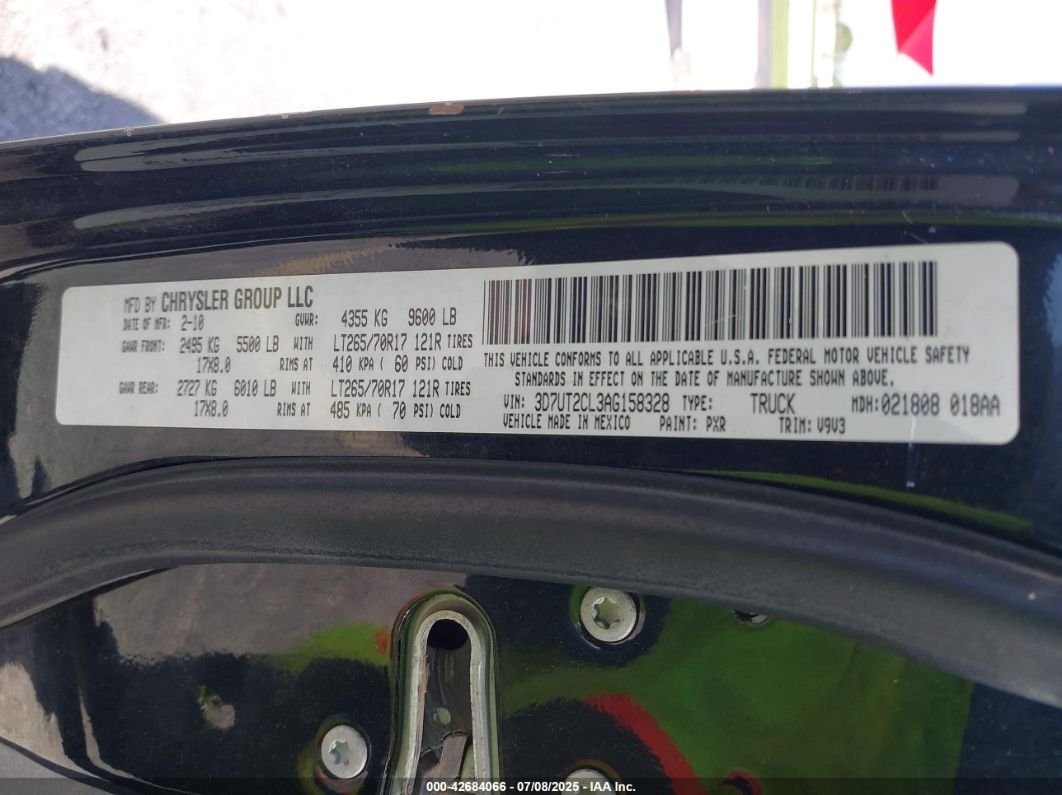 MFD BY CHRYSLER GROUP LLC
DATE OF MFR: 2-10 GVWR: 4355 KG 9600 LB
GAWR FRONT: 2495 KG 5500 LB WITH LT265/70R17 121R TIRES
17X8.0 RIMS AT 410 KPA ( 60 PSI) COLD
GAWR REAR: 2727 KG 6010 LB WITH LT265/70R17 121R TIRES
17X8.0 RIMS AT 485 KPA ( 70 PSI) COLD
THIS VEHICLE CONFORMS TO ALL APPLICABLE U.S.A. FEDERAL MOTOR VEHICLE SAFETY
STANDARDS IN EFFECT ON THE DATE OF MANUFACTURE SHOWN ABOVE.
VIN: 3D7UT2CL3AG158328 TYPE: TRUCK MDH: 021808 018AA
VEHICLE MADE IN MEXICO PAINT: PXR TRIM: V9V3
000-42684066 - 07/08/2025 - IAA Inc.